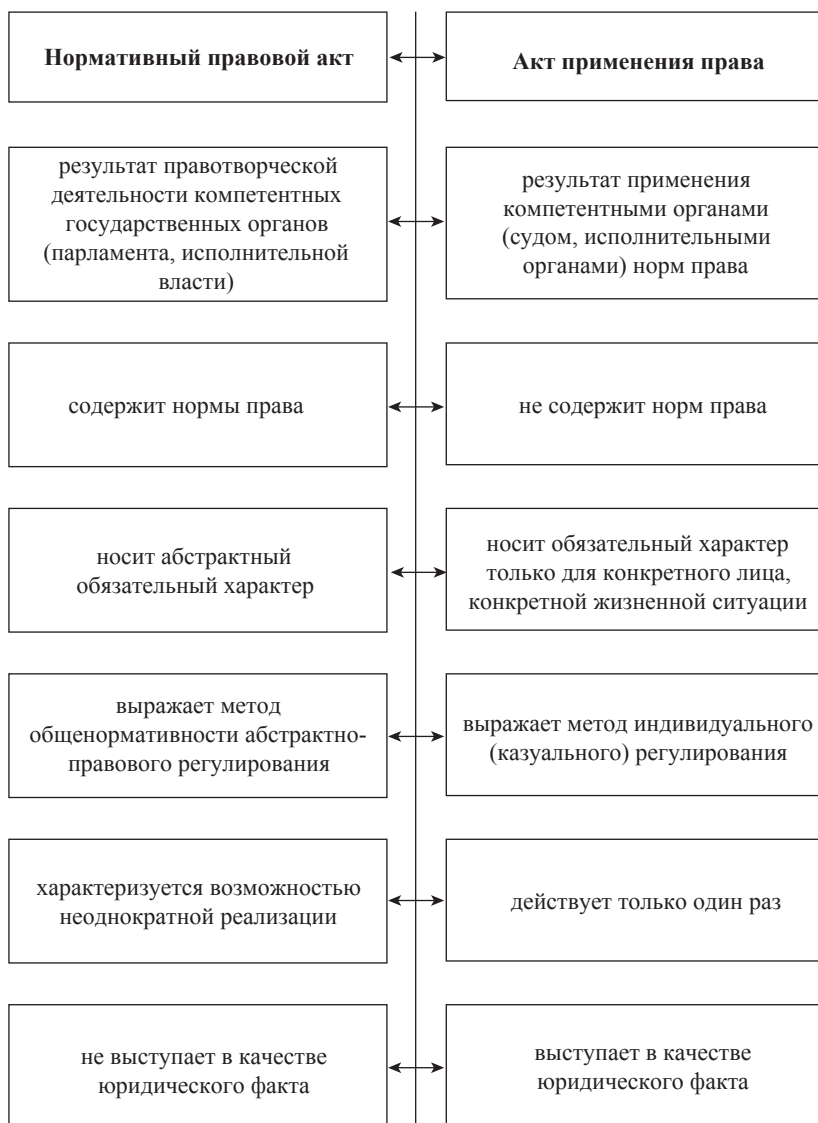 Нормативный правовой акт
Акт применения права
результат правотворческой
деятельности компетентных
государственных органов
(парламента, исполнительной
власти)
результат применения
компетентными органами
(судом, исполнительными
органами) норм права
содержит нормы права
не содержит норм права
носит абстрактный
обязательный характер
носит обязательный характер
только для конкретного лица,
конкретной жизненной ситуации
выражает метод
общенормативности абстрактно-
правового регулирования
выражает метод индивидуального
(казуального) регулирования
характеризуется возможностью
неоднократной реализации
действует только один раз
не выступает в качестве
юридического факта
выступает в качестве
юридического факта